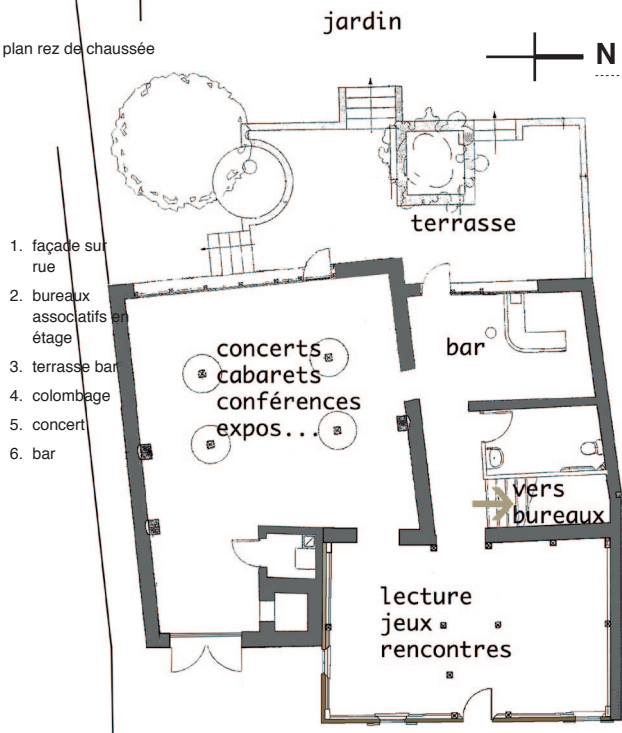 jardin
plan rez de chaussée
N
terrasse
1. façade sur
rue
2. bureaux
associatifs en
étage
3. terrasse bar
4. colombage
5. concert
6. bar
concerts
cabarets
conférences
expos...
bar
vers
bureaux
lecture
jeux
rencontres